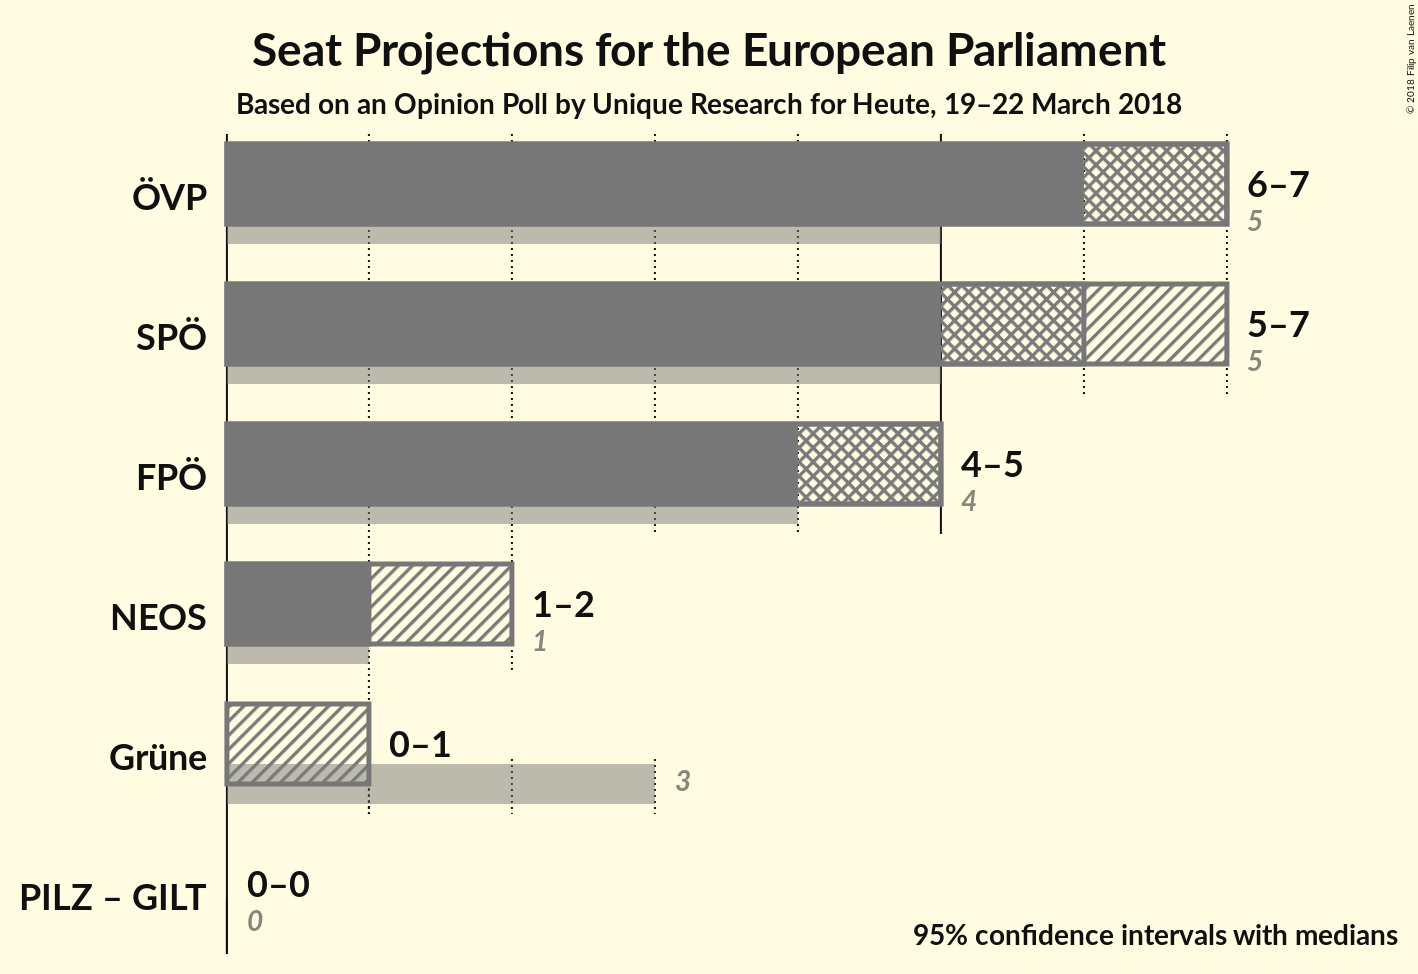 Seat Projections for the European Parliament
Based on an Opinion Poll by Unique Research for Heute, 19–22 March 2018
© 2018 Filip van Laenen
ÖVP
6–7
5
SPÖ
5–7
5
FPÖ
4–5
4
NEOS
1–2
1
Grüne
0–1
3
PILZ – GILT
0–0
0
95% confidence intervals with medians